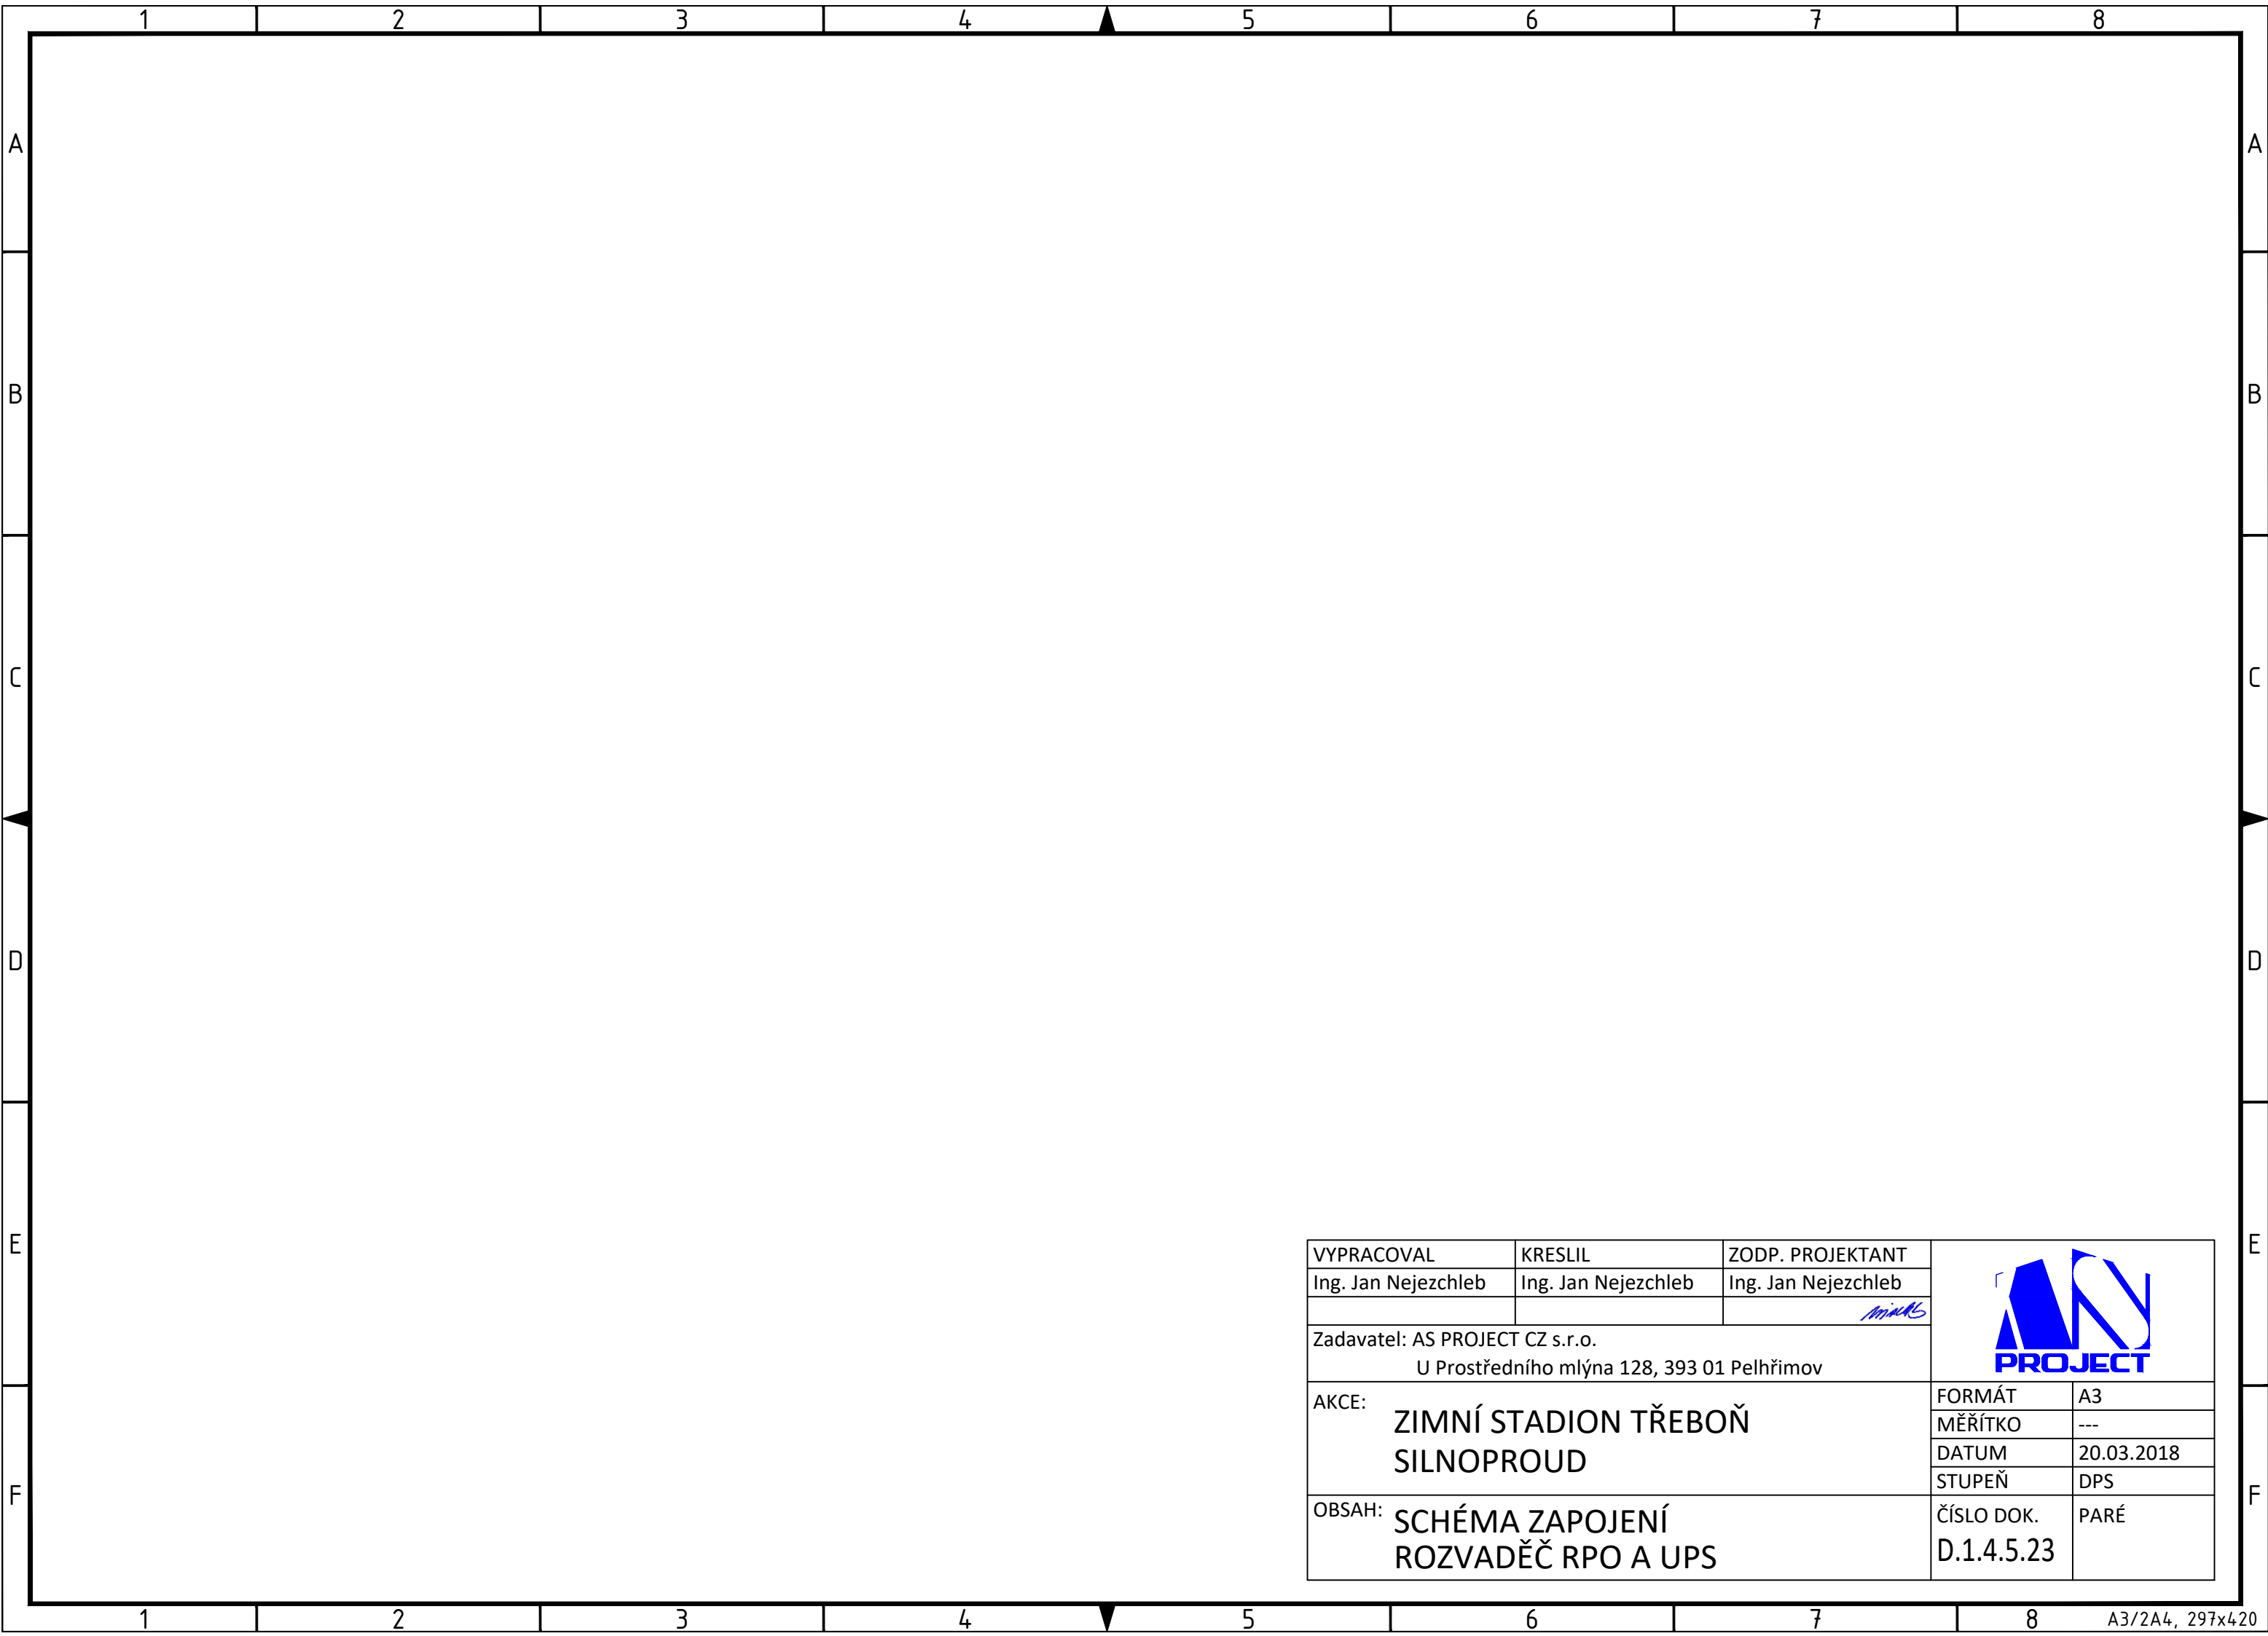 1 2 3 4 5 6 7 8
A A
B B
C C
D D
E E
F F
VYPRACOVAL KRESLIL ZODP. PROJEKTANT
Ing. Jan Nejezchleb Ing. Jan Nejezchleb Ing. Jan Nejezchleb
Zadavatel: AS PROJECT CZ s.r.o.
U Prostředního mlýna 128, 393 01 Pelhřimov
AN
PROJECT
AKCE: ZIMNÍ STADION TŘEBOŇ
SILNOPROUD
FORMÁT A3
MĚŘÍTKO ---
DATUM 20.03.2018
STUPEŇ DPS
OBSAH: SCHÉMA ZAPOJENÍ
ROZVADĚČ RPO A UPS
ČÍSLO DOK. PARÉ
D.1.4.5.23
1 2 3 4 5 6 7 8 A3/2A4, 297x420